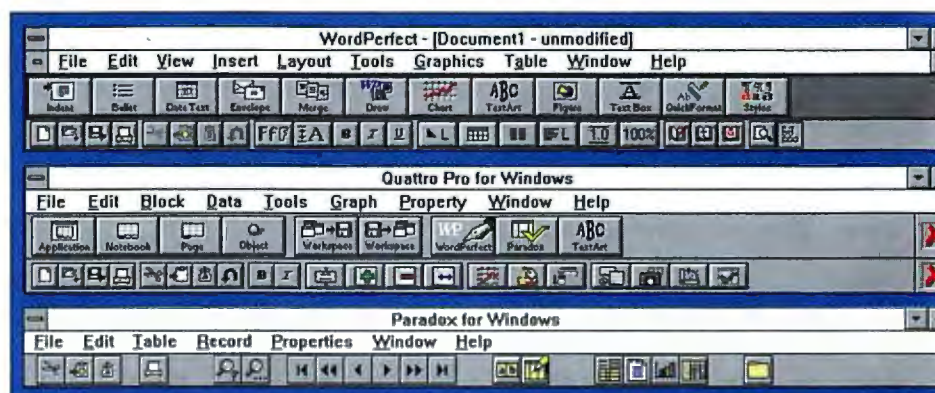 WordPerfect - [Document1 - unmodified]
File Edit View Insert Layout Tools Graphics Table Window Help
Indent Bullet Date Text Envelope Merge Draw Chart TextArt Figure Text Box QuickFormat Styles
B I U L L 1.0 100%
Quattro Pro for Windows
File Edit Block Data Tools Graph Property Window Help
Application Notebook Page Object Workspace Workspace WordPerfect Paradox TextArt
B I
Paradox for Windows
File Edit Table Record Properties Window Help